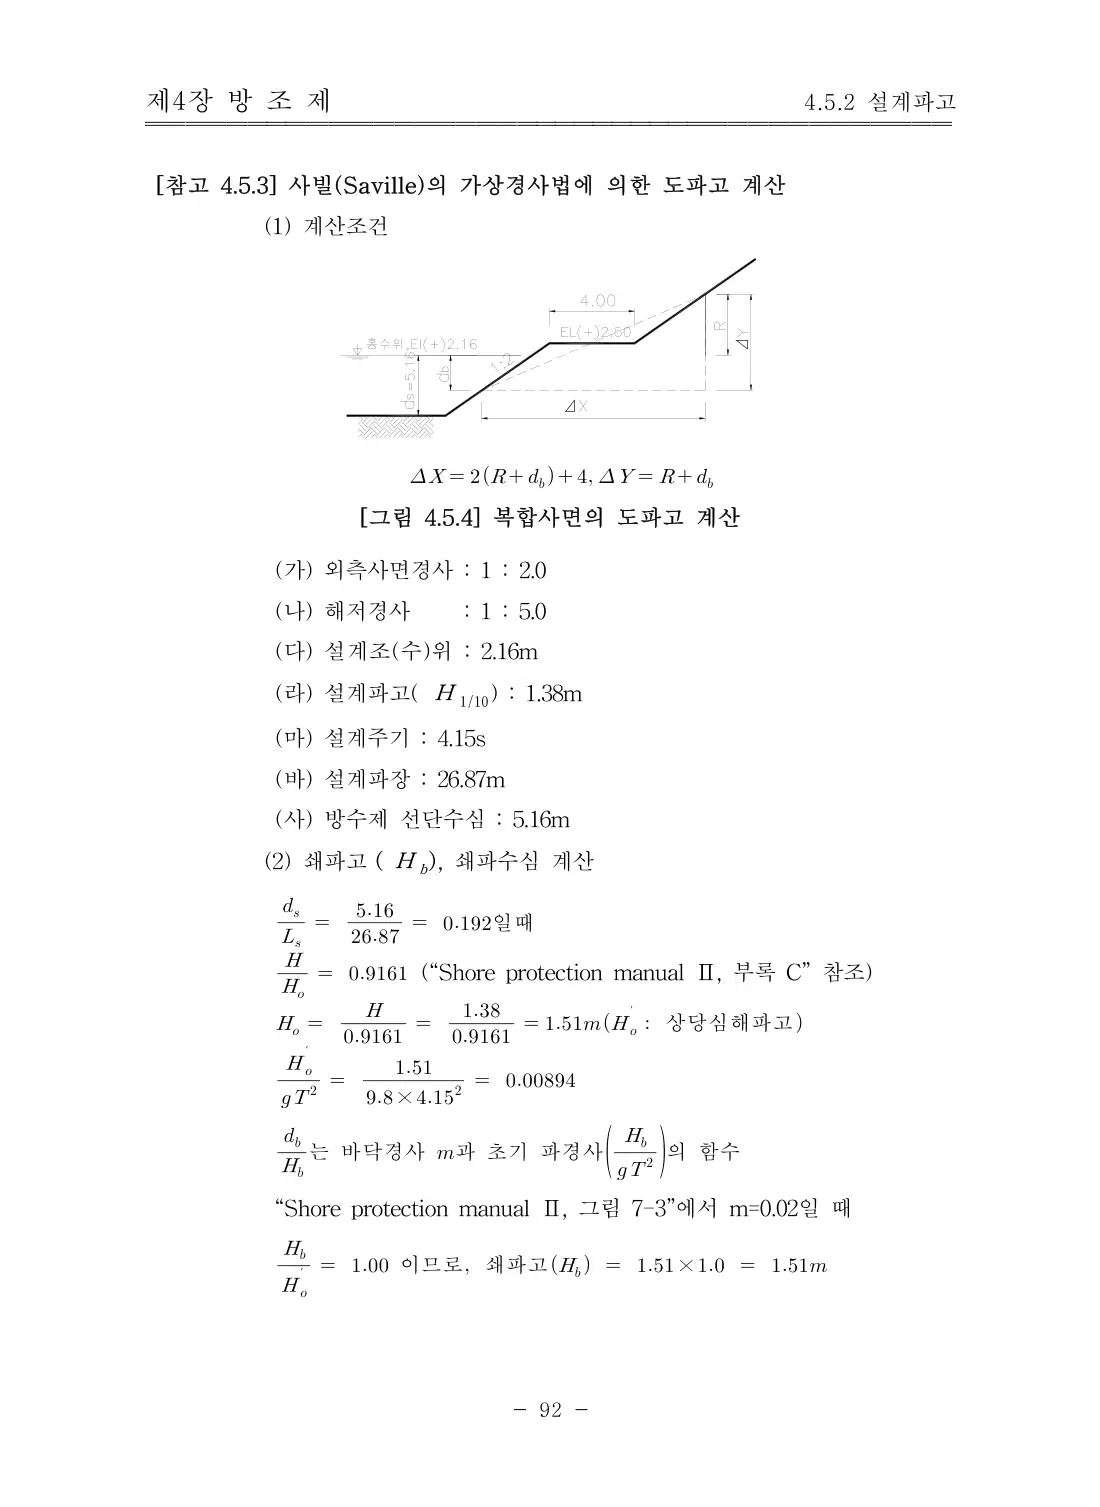 제4장 방 조 제
4.5.2 설계파고
[참고 4.5.3] 사빌(Saville)의 가상경사법에 의한 도파고 계산
(1) 계산조건
4.00
EL(+)2.50
홍수위,El(+)2.16
1:2
ds=5.16
db
R
ΔY
ΔX
ΔX = 2(R+d_b)+4, ΔY = R+d_b
[그림 4.5.4] 복합사면의 도파고 계산
(가) 외측사면경사 : 1 : 2.0
(나) 해저경사 : 1 : 5.0
(다) 설계조(수)위 : 2.16m
(라) 설계파고( H_{1/10}) : 1.38m
(마) 설계주기 : 4.15s
(바) 설계파장 : 26.87m
(사) 방수제 선단수심 : 5.16m
(2) 쇄파고 ( H_b), 쇄파수심 계산
d_s/L_s = 5.16/26.87 = 0.192일때
H/H_o = 0.9161 (“Shore protection manual Ⅱ, 부록 C” 참조)
H_o = H/0.9161 = 1.38/0.9161 = 1.51m(H_o' : 상당심해파고)
H_o'/gT² = 1.51/(9.8×4.15²) = 0.00894
d_b/H_b 는 바닥경사 m과 초기 파경사(H_b/gT²)의 함수
“Shore protection manual Ⅱ, 그림 7-3”에서 m=0.02일 때
H_b/H_o' = 1.00 이므로, 쇄파고(H_b) = 1.51×1.0 = 1.51m
- 92 -